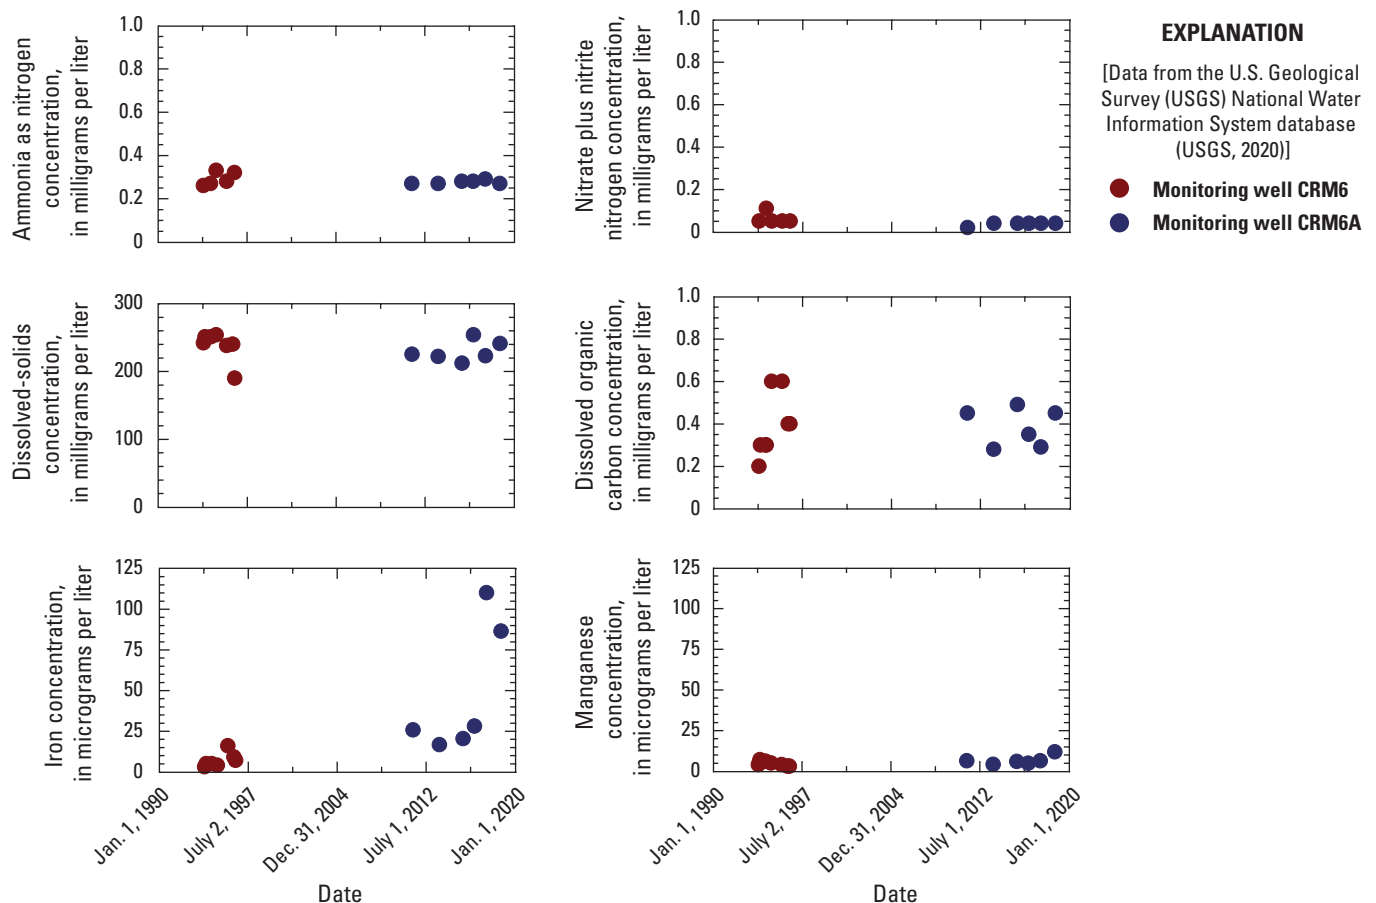 Ammonia as nitrogen
concentration,
in milligrams per liter
1.0
0.8
0.6
0.4
0.2
0
Nitrate plus nitrite
nitrogen concentration,
in milligrams per liter
1.0
0.8
0.6
0.4
0.2
0
EXPLANATION
[Data from the U.S. Geological
Survey (USGS) National Water
Information System database
(USGS, 2020)]
Monitoring well CRM6
Monitoring well CRM6A
Dissolved-solids
concentration,
in milligrams per liter
300
200
100
0
Dissolved organic
carbon concentration,
in milligrams per liter
1.0
0.8
0.6
0.4
0.2
0
Iron concentration,
in micrograms per liter
125
100
75
50
25
0
Jan. 1, 1990
July 2, 1997
Dec. 31, 2004
July 1, 2012
Jan. 1, 2020
Date
Manganese
concentration,
in micrograms per liter
125
100
75
50
25
0
Jan. 1, 1990
July 2, 1997
Dec. 31, 2004
July 1, 2012
Jan. 1, 2020
Date